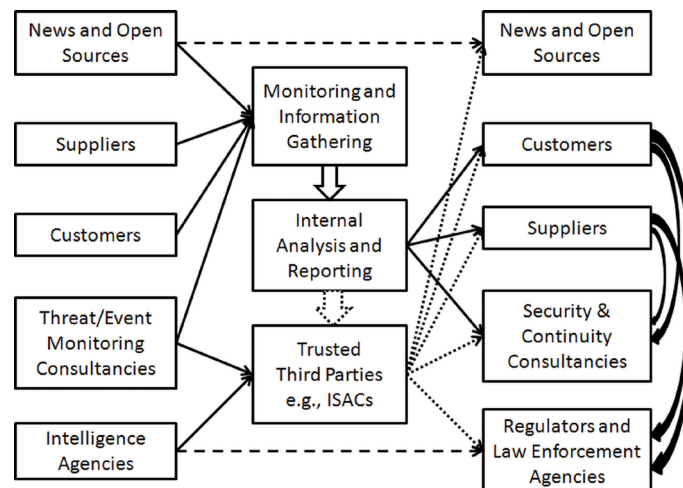 News and Open
Sources
Suppliers
Customers
Threat/Event
Monitoring
Consultancies
Intelligence
Agencies
Monitoring and
Information
Gathering
Internal
Analysis and
Reporting
Trusted
Third Parties
e.g., ISACs
News and Open
Sources
Customers
Suppliers
Security &
Continuity
Consultancies
Regulators and
Law Enforcement
Agencies